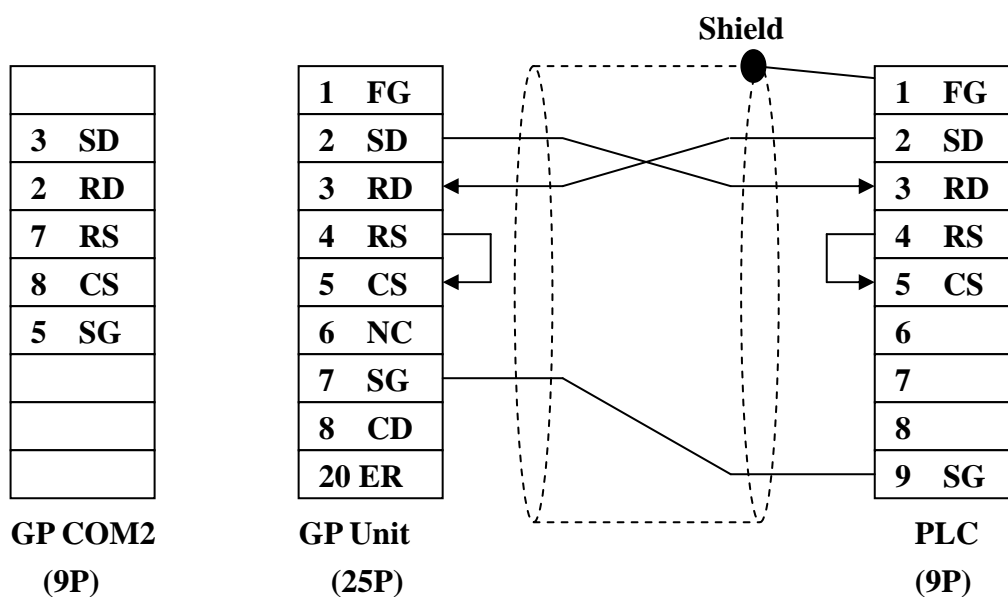 Shield
3 SD
2 RD
7 RS
8 CS
5 SG
GP COM2
(9P)
1 FG
2 SD
3 RD
4 RS
5 CS
6 NC
7 SG
8 CD
20 ER
GP Unit
(25P)
1 FG
2 SD
3 RD
4 RS
5 CS
6
7
8
9 SG
PLC
(9P)